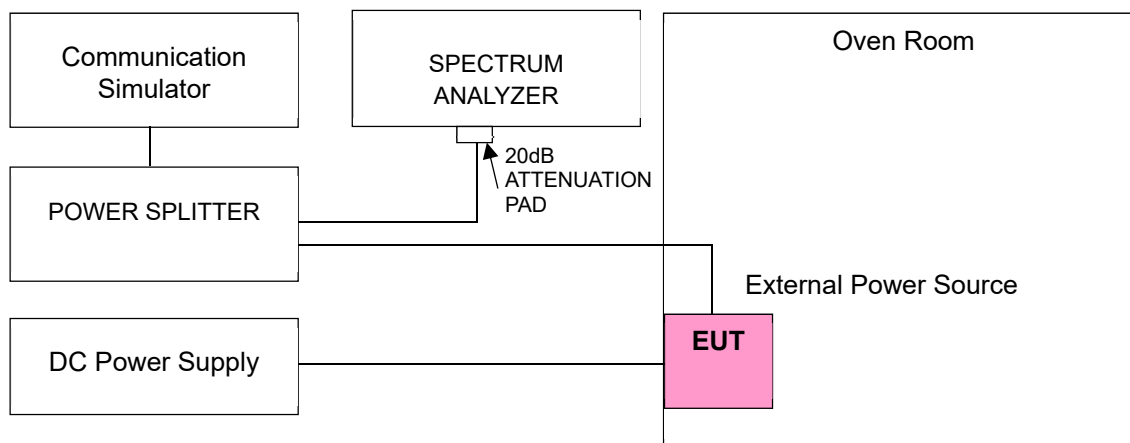 Communication
Simulator
SPECTRUM
ANALYZER
Oven Room
20dB
ATTENUATION
PAD
POWER SPLITTER
External Power Source
EUT
DC Power Supply